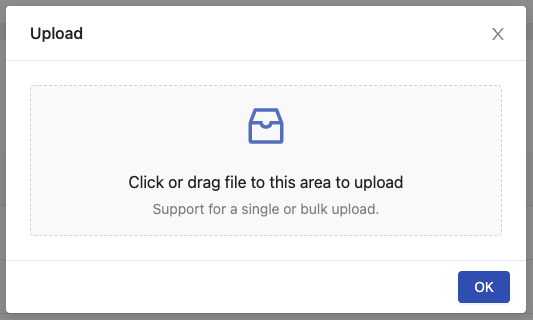 Upload
Click or drag file to this area to upload
Support for a single or bulk upload.
OK